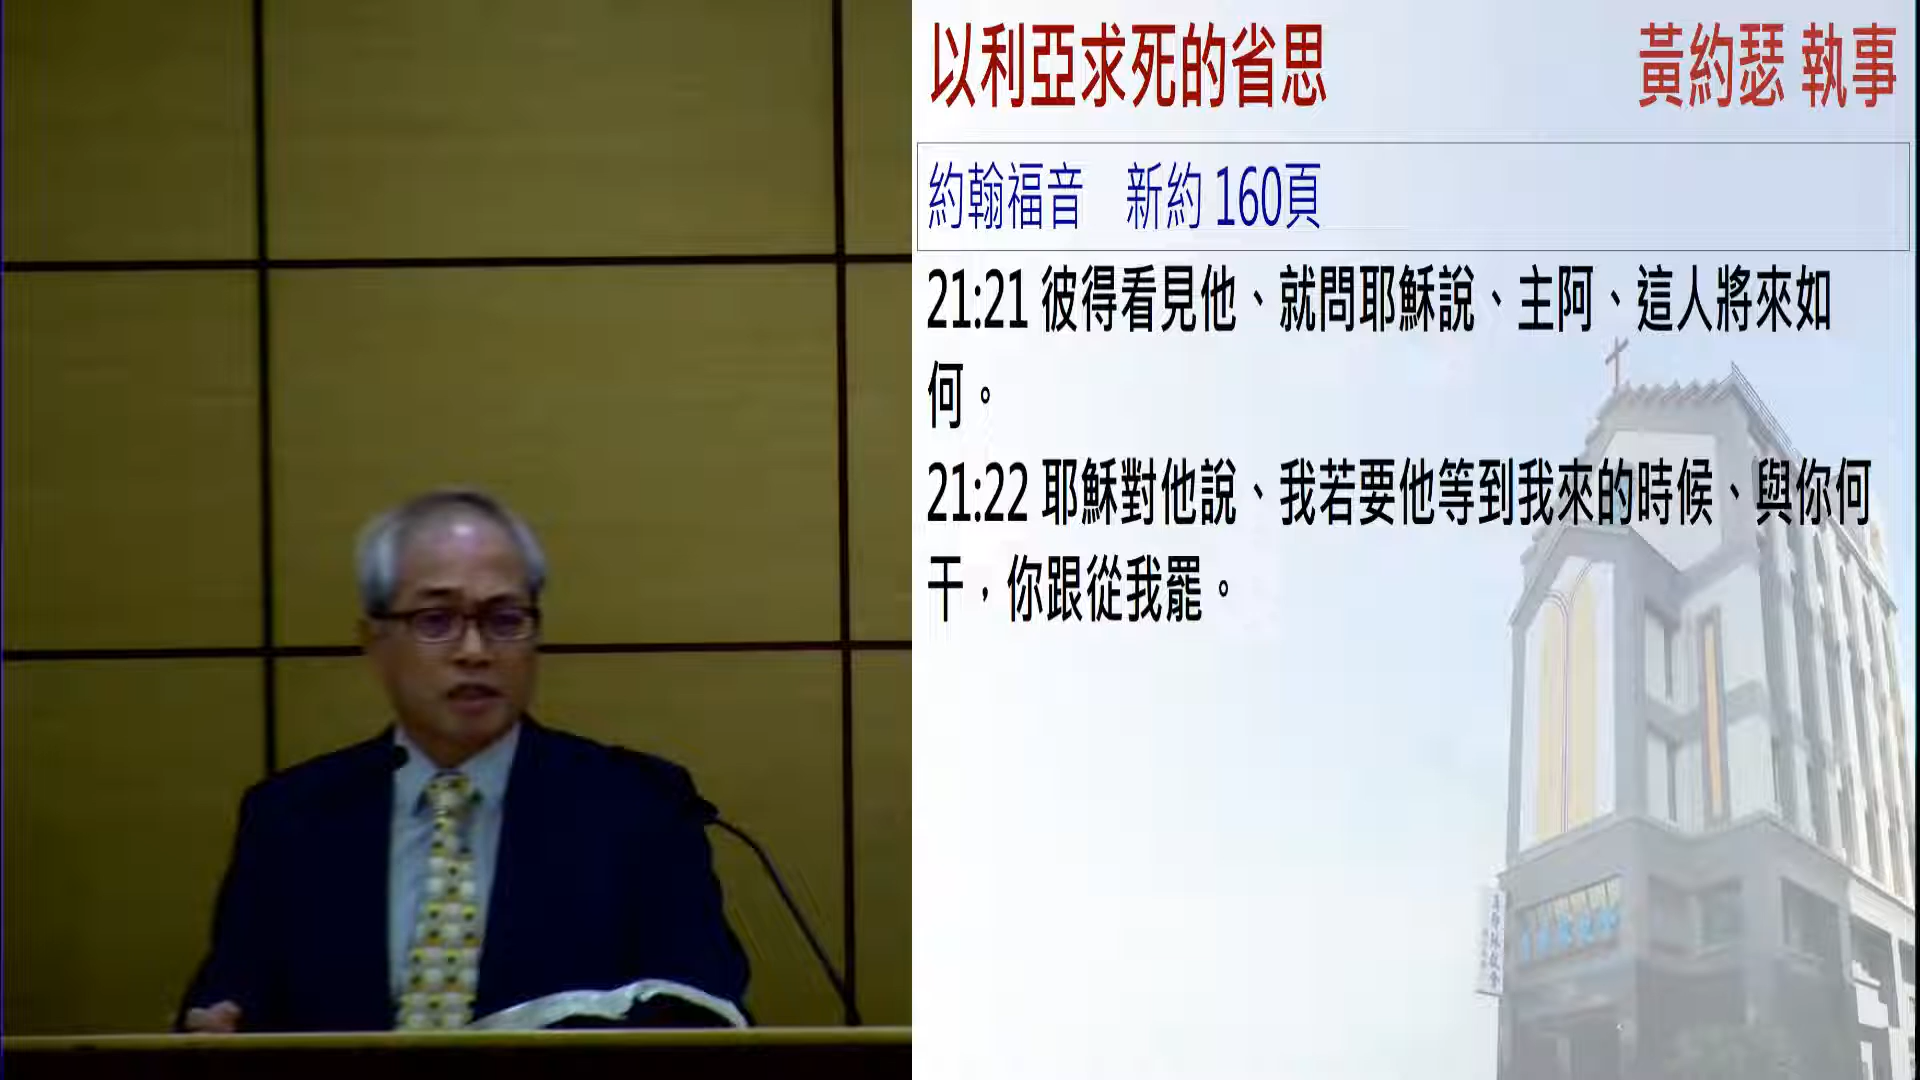 以利亞求死的省思
黃約瑟 執事
約翰福音 新約 160頁
21:21 彼得看見他、就問耶穌說、主阿、這人將來如
何。
21:22 耶穌對他說、我若要他等到我來的時候、與你何
干，你跟從我罷。